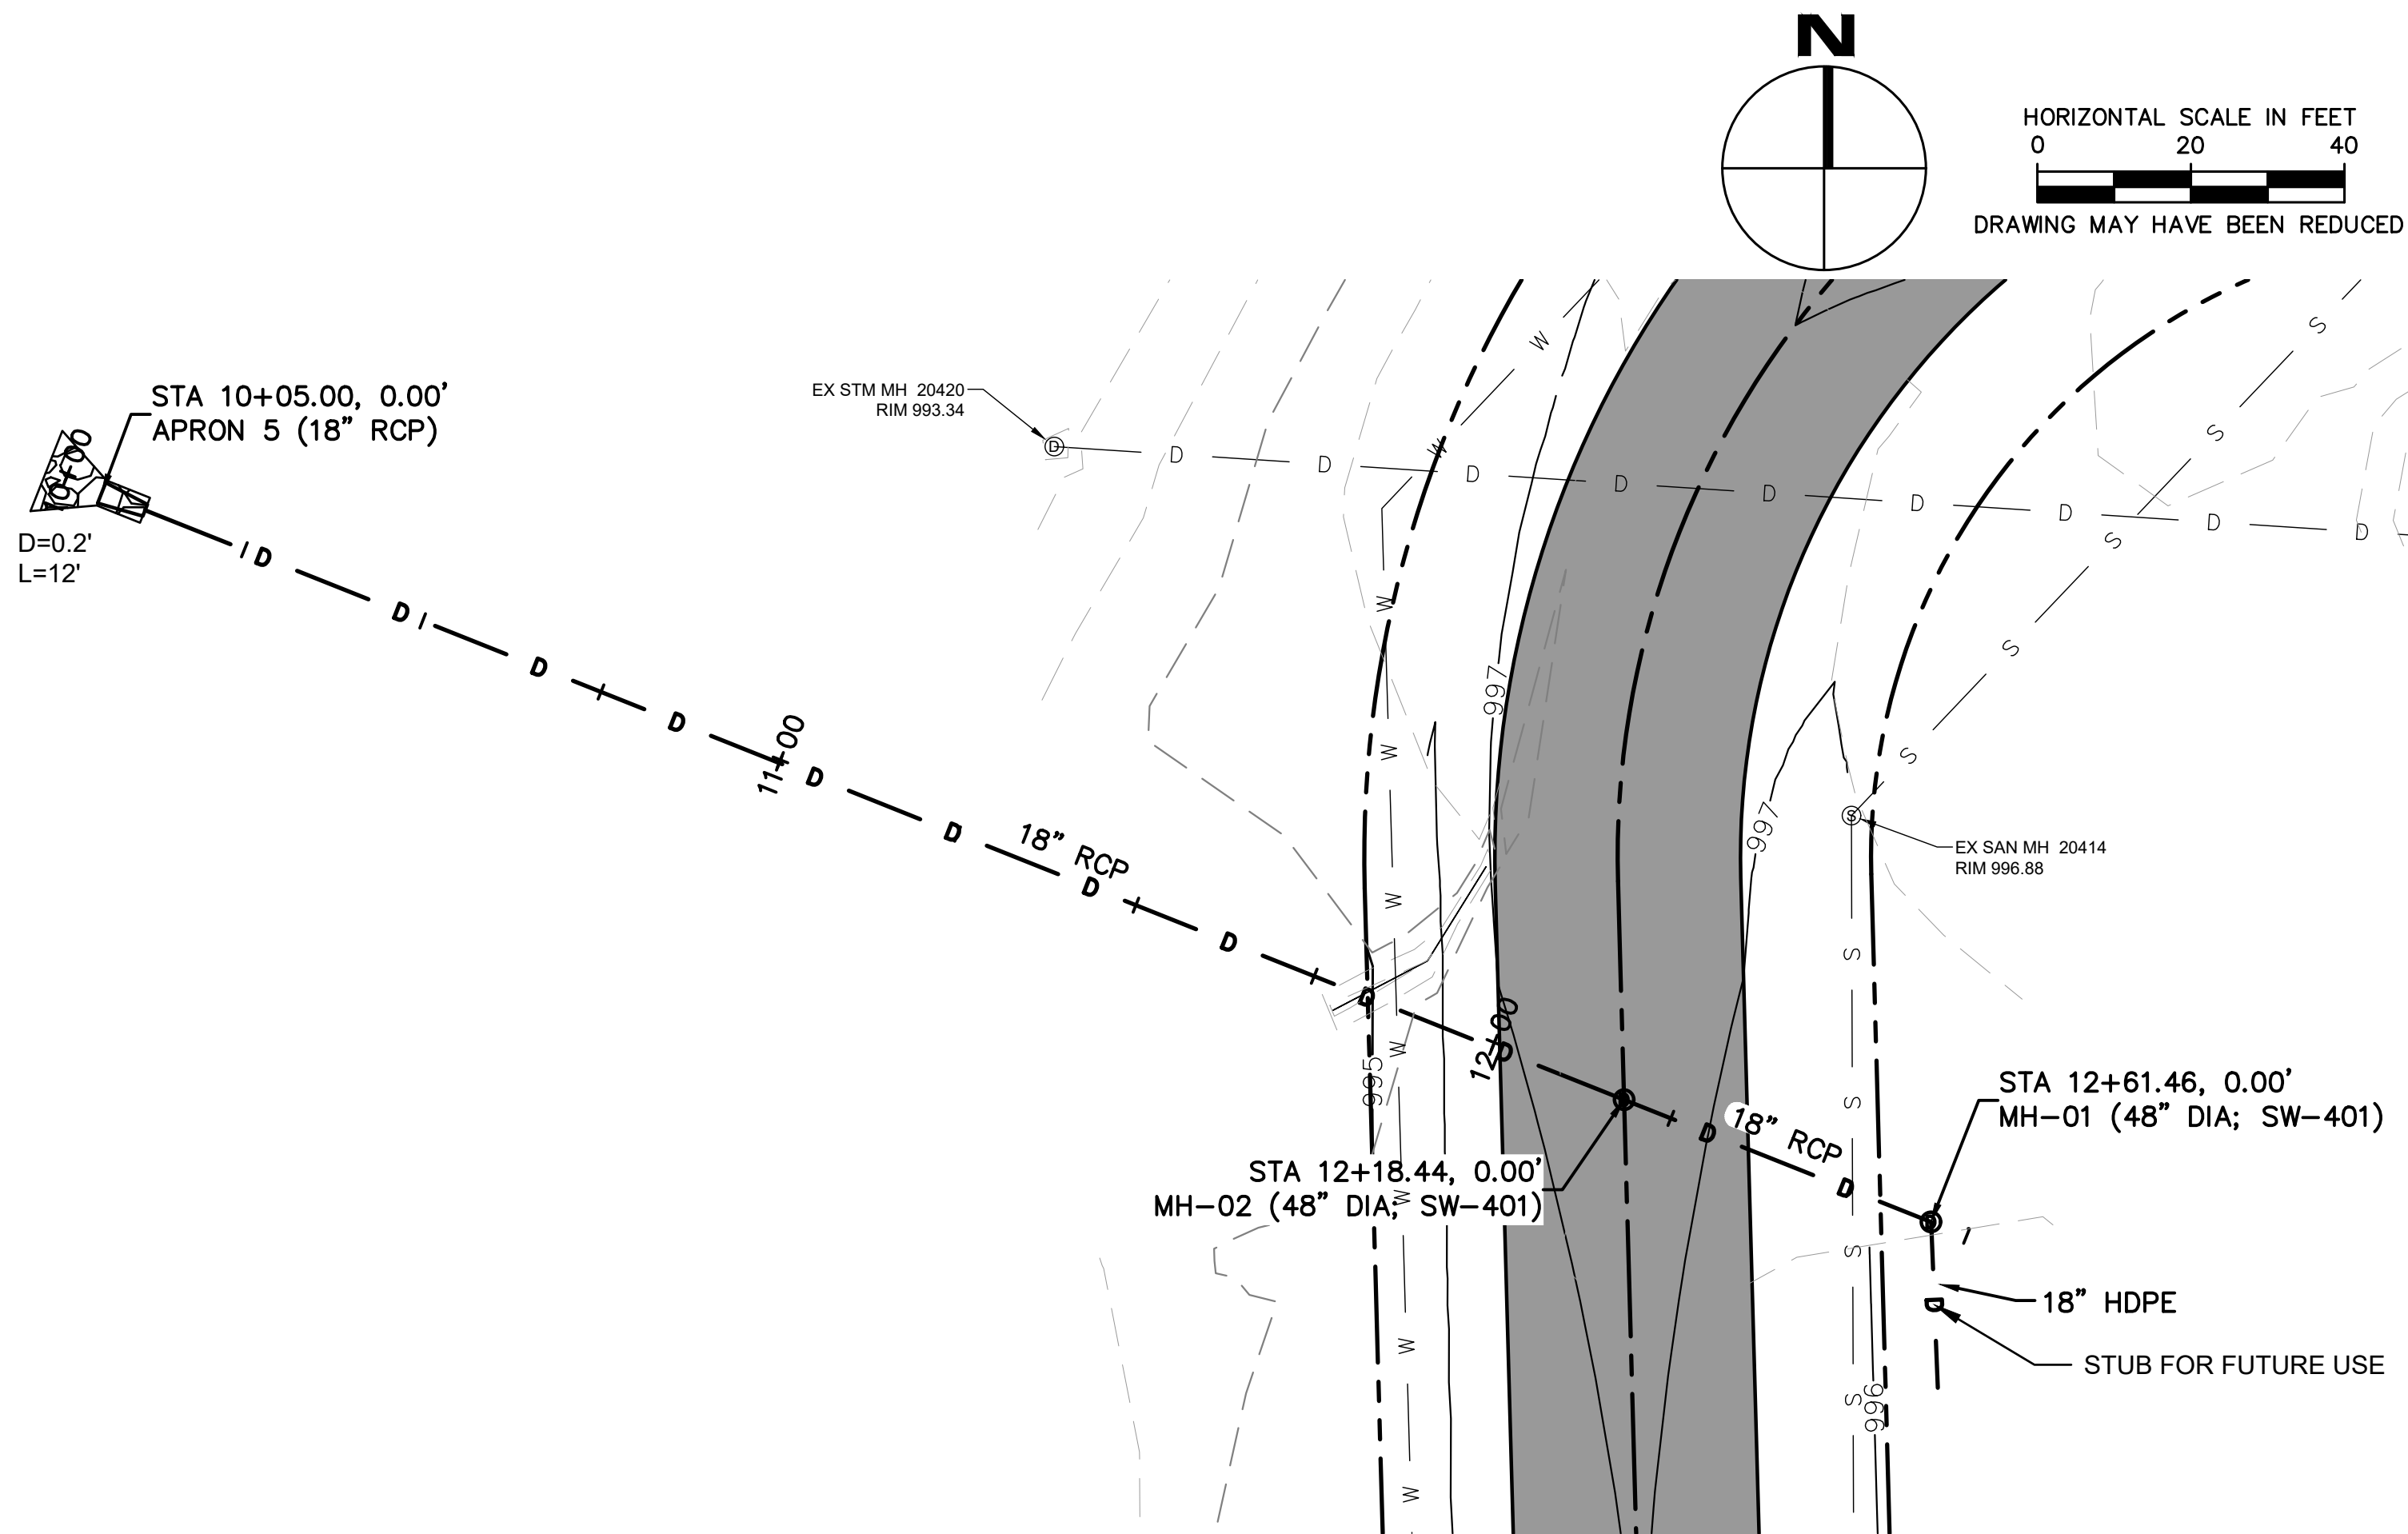 N
HORIZONTAL SCALE IN FEET
0 20 40
DRAWING MAY HAVE BEEN REDUCED
STA 10+05.00, 0.00'
APRON 5 (18" RCP)
10+00
D=0.2'
L=12'
EX STM MH 20420
RIM 993.34
D
D D D D D D D D D
W
W
W
W
W
W
W
W
W
W
S
S
S
S
S
S
997
997
11+00
D
D
D
D
D
D
D
D
D
D
18" RCP
EX SAN MH 20414
RIM 996.88
12+00
995
STA 12+18.44, 0.00'
MH-02 (48" DIA; SW-401)
18" RCP
D
D
STA 12+61.46, 0.00'
MH-01 (48" DIA; SW-401)
S
S
S
S
18" HDPE
D
STUB FOR FUTURE USE
996